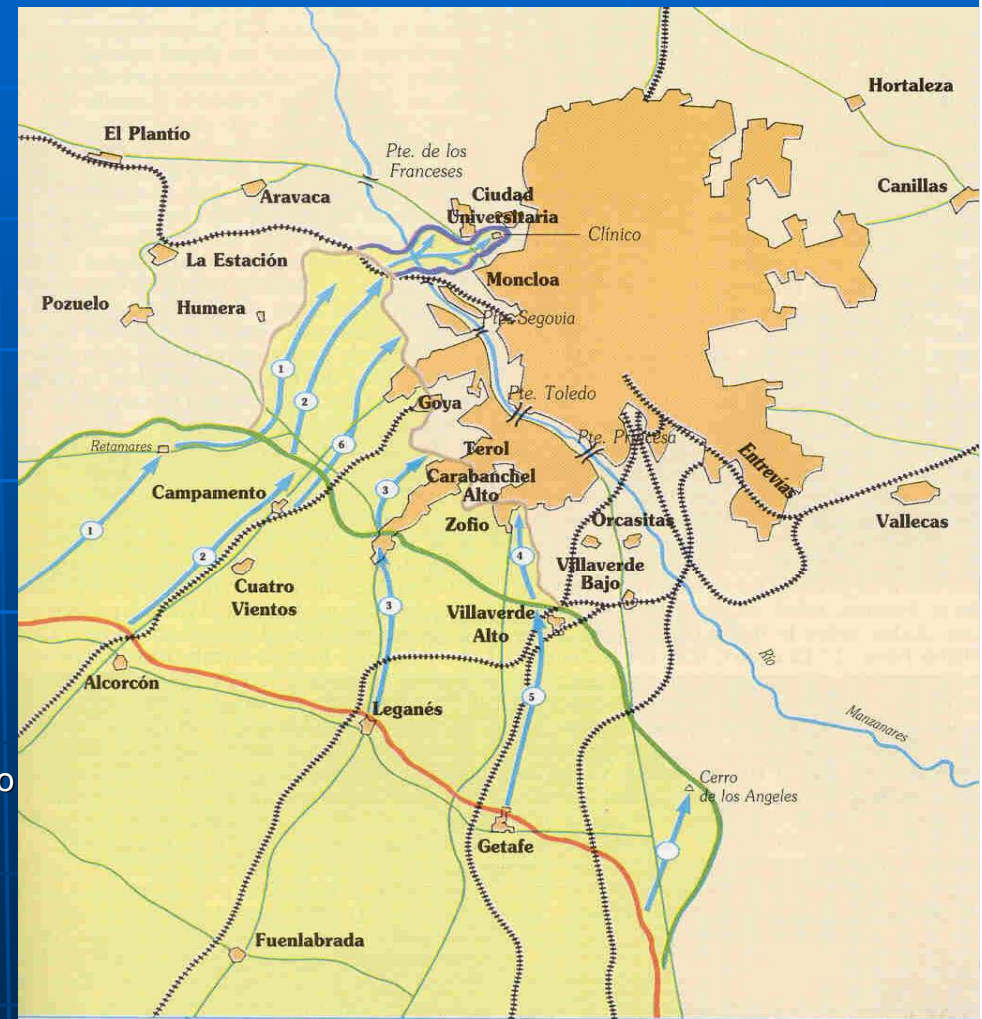 Hortaleza
El Plantío
Pte. de los
Franceses
Aravaca
Ciudad
Universitaria
Canillas
Clínico
La Estación
Moncloa
Pozuelo
Humera
Pte. Segovia
1
2
Pte. Toledo
Goya
6
Pte. Princesa
Retamares
Terol
Entrevías
Carabanchel
Alto
3
Campamento
Zofio
Orcasitas
Vallecas
1
2
4
Cuatro
Vientos
Villaverde
Bajo
3
Villaverde
Alto
Río
Alcorcón
5
Leganés
Manzanares
o
Cerro
de los Angeles
Getafe
Fuenlabrada